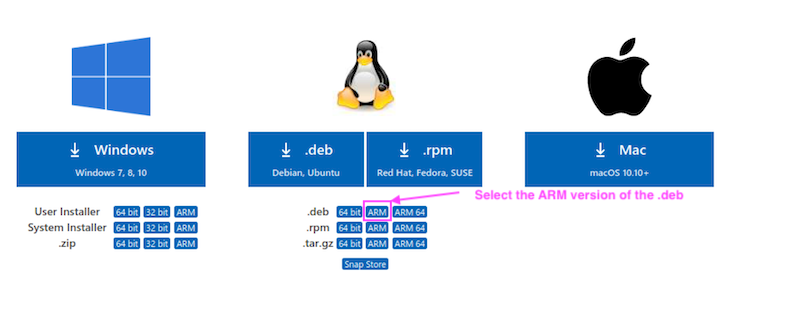 Windows
Windows 7, 8, 10
.deb
Debian, Ubuntu
.rpm
Red Hat, Fedora, SUSE
Mac
macOS 10.10+
Select the ARM version of the .deb
User Installer 64 bit 32 bit ARM
System Installer 64 bit 32 bit ARM
.zip 64 bit 32 bit ARM
.deb 64 bit ARM ARM 64
.rpm 64 bit ARM ARM 64
.tar.gz 64 bit ARM ARM 64
Snap Store